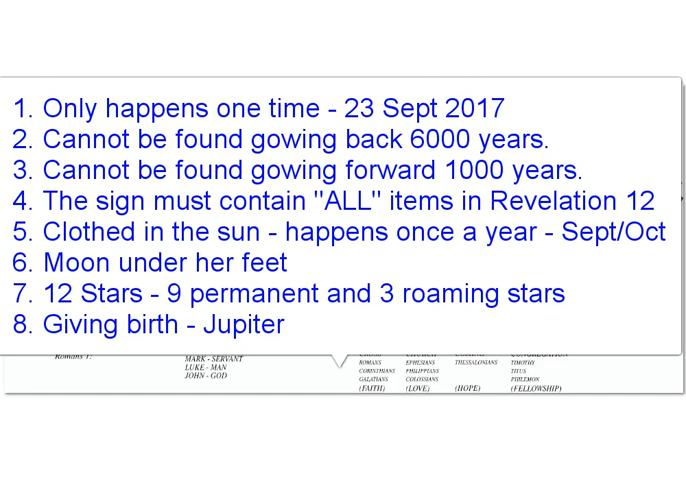 1. Only happens one time - 23 Sept 2017
2. Cannot be found gowing back 6000 years.
3. Cannot be found gowing forward 1000 years.
4. The sign must contain "ALL" items in Revelation 12
5. Clothed in the sun - happens once a year - Sept/Oct
6. Moon under her feet
7. 12 Stars - 9 permanent and 3 roaming stars
8. Giving birth - Jupiter
Romans 1:
MARK - SERVANT
LUKE - MAN
JOHN - GOD
ROMANS EPHESIANS THESSALONIANS TIMOTHY
CORINTHIANS PHILIPPIANS TITUS
GALATIANS COLOSSIANS PHILEMON
(FAITH) (LOVE) (HOPE) (FELLOWSHIP)